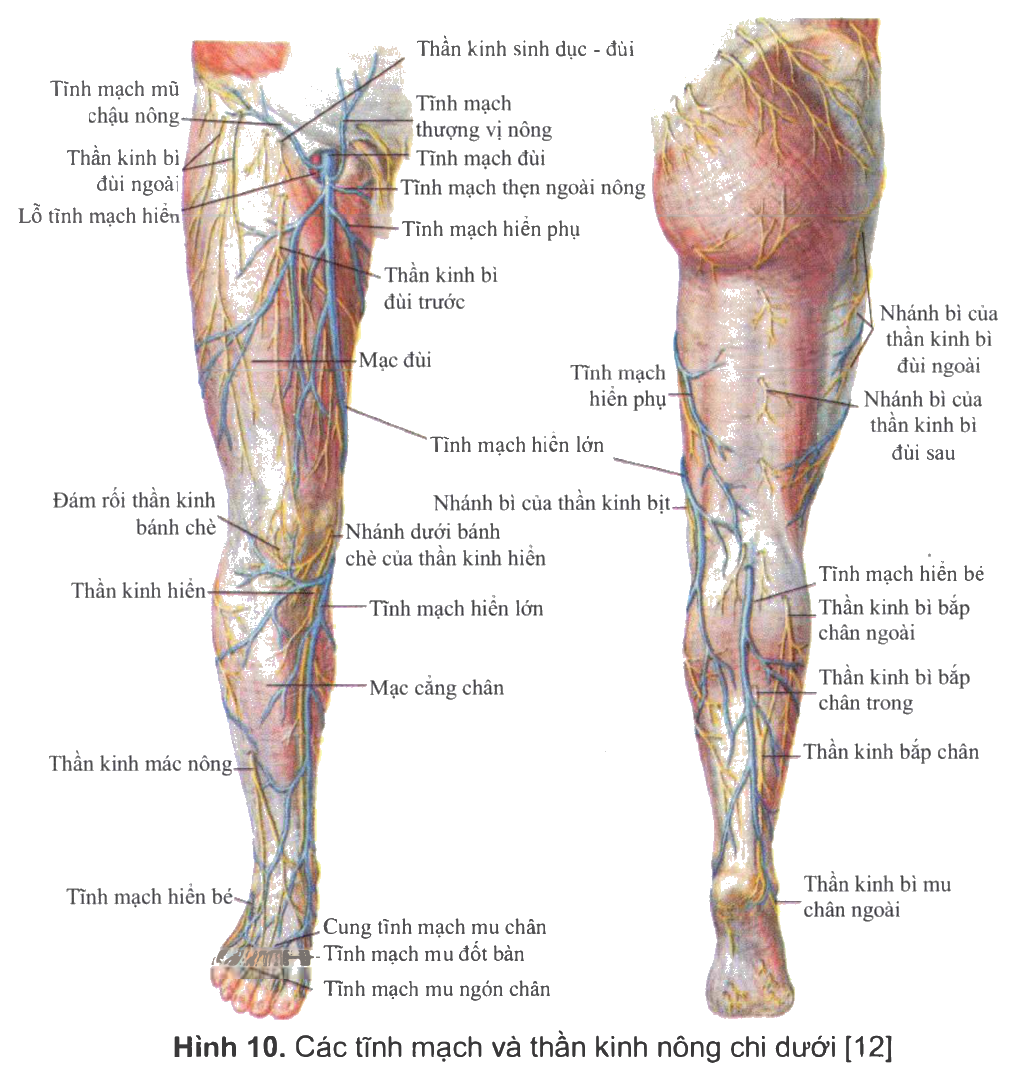 Thần kinh sinh dục - đùi
Tĩnh mạch mũ
chậu nông
Tĩnh mạch
thượng vị nông
Thần kinh bì
đùi ngoài
Tĩnh mạch đùi
Tĩnh mạch thẹn ngoài nông
Lỗ tĩnh mạch hiển
Tĩnh mạch hiển phụ
Thần kinh bì
đùi trước
Mạc đùi
Tĩnh mạch hiển lớn
Đám rối thần kinh
bánh chè
Nhánh dưới bánh
chè của thần kinh hiển
Thần kinh hiển
Tĩnh mạch hiển lớn
Mạc cẳng chân
Thần kinh mác nông
Tĩnh mạch hiển bé
Cung tĩnh mạch mu chân
Tĩnh mạch mu đốt bàn
Tĩnh mạch mu ngón chân
Nhánh bì của
thần kinh bì
đùi ngoài
Tĩnh mạch
hiển phụ
Nhánh bì của
thần kinh bì
đùi sau
Nhánh bì của thần kinh bịt
Tĩnh mạch hiển bé
Thần kinh bì bắp
chân ngoài
Thần kinh bì bắp
chân trong
Thần kinh bắp chân
Thần kinh bì mu
chân ngoài
Hình 10. Các tĩnh mạch và thần kinh nông chi dưới [12]